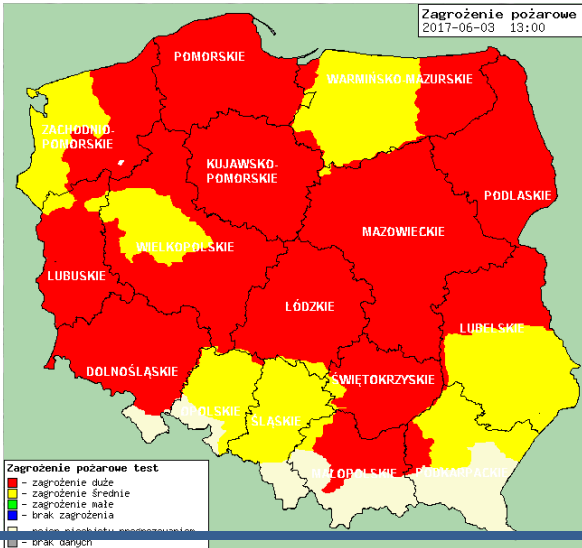 Zagrożenie pożarowe
2017-06-03 13:00
POMORSKIE
WARMIŃSKO-MAZURSKIE
ZACHODNIO-
POMORSKIE
KUJAWSKO-
POMORSKIE
PODLASKIE
MAZOWIECKIE
WIELKOPOLSKIE
LUBUSKIE
ŁÓDZKIE
LUBELSKIE
DOLNOŚLĄSKIE
ŚWIĘTOKRZYSKIE
OPOLSKIE
ŚLĄSKIE
MAŁOPOLSKIE
PODKARPACKIE
Zagrożenie pożarowe test
- zagrożenie duże
- zagrożenie średnie
- zagrożenie małe
- brak zagrożenia
- brak danych